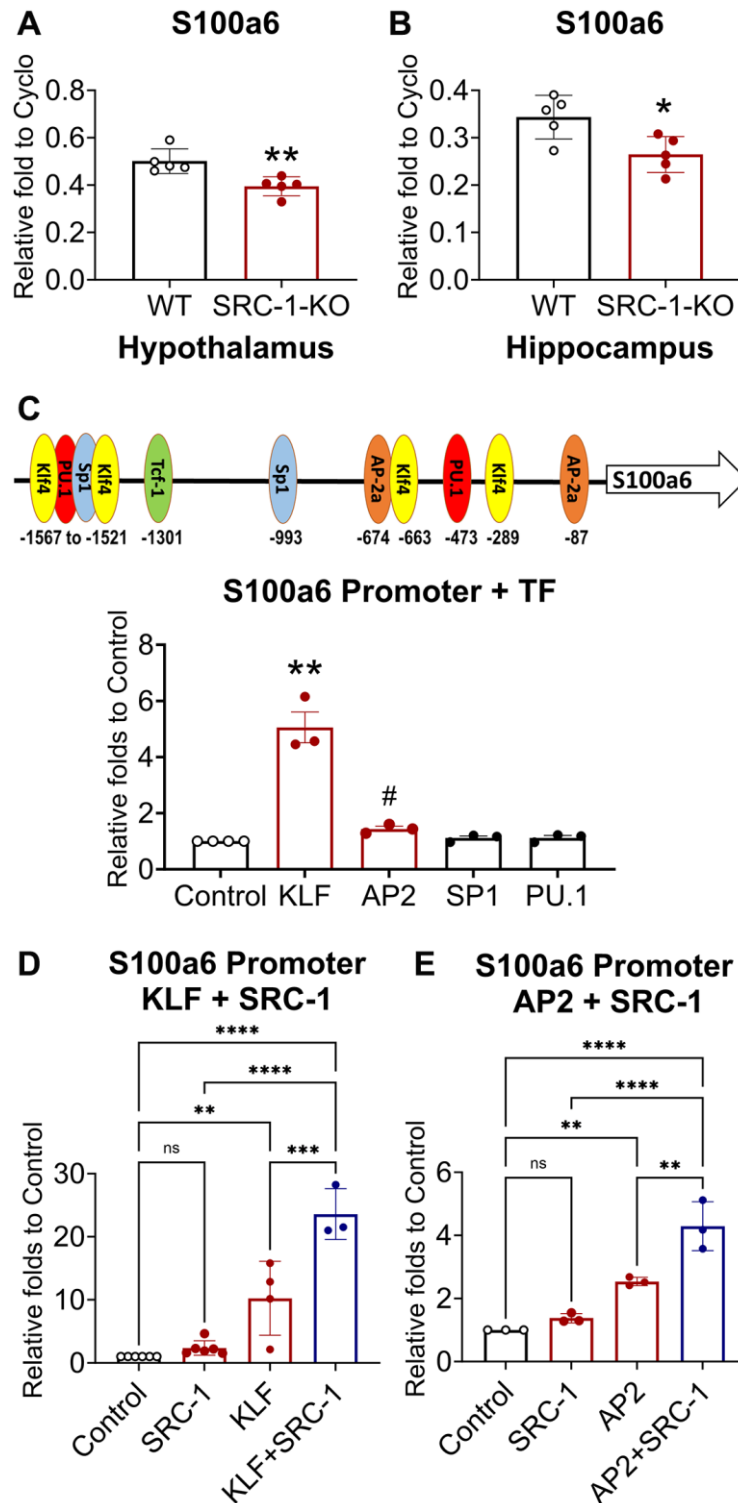 A
S100a6
Relative fold to Cyclo
0.8
0.6
0.4
0.2
0.0
**
WT
SRC-1-KO
Hypothalamus
B
S100a6
Relative fold to Cyclo
0.4
0.3
0.2
0.1
0.0
*
WT
SRC-1-KO
Hippocampus
C
Klf4
PU.1
Sp1
Klf4
Tcf-1
Sp1
AP-2a
Klf4
PU.1
Klf4
AP-2a
S100a6
-1567 to -1521
-1301
-993
-674
-663
-473
-289
-87
S100a6 Promoter + TF
Relative folds to Control
8
6
4
2
0
**
#
Control
KLF
AP2
SP1
PU.1
D
S100a6 Promoter
KLF + SRC-1
****
****
**
ns
***
Relative folds to Control
30
20
10
0
Control
SRC-1
KLF
KLF+SRC-1
E
S100a6 Promoter
AP2 + SRC-1
****
****
**
ns
**
Relative folds to Control
6
4
2
0
Control
SRC-1
AP2
AP2+SRC-1